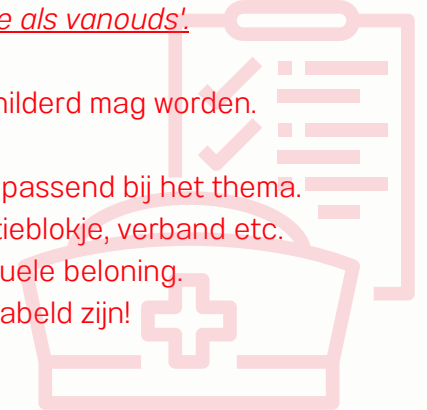 e als vanouds'.
hilderd mag worden.
passend bij het thema.
tieblokje, verband etc.
uele beloning.
abeld zijn!